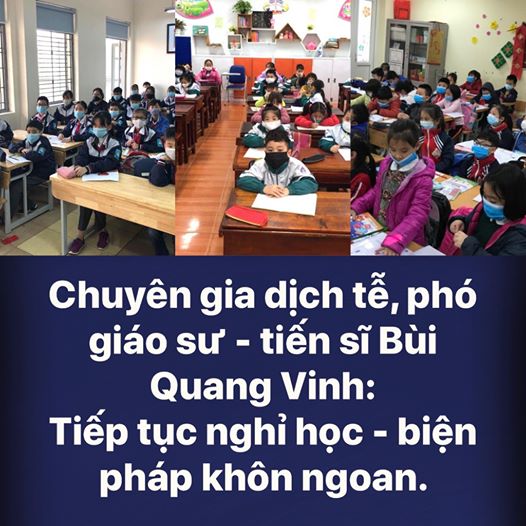 Chuyên gia dịch tễ, phó
giáo sư - tiến sĩ Bùi
Quang Vinh:
Tiếp tục nghỉ học - biện
pháp khôn ngoan.